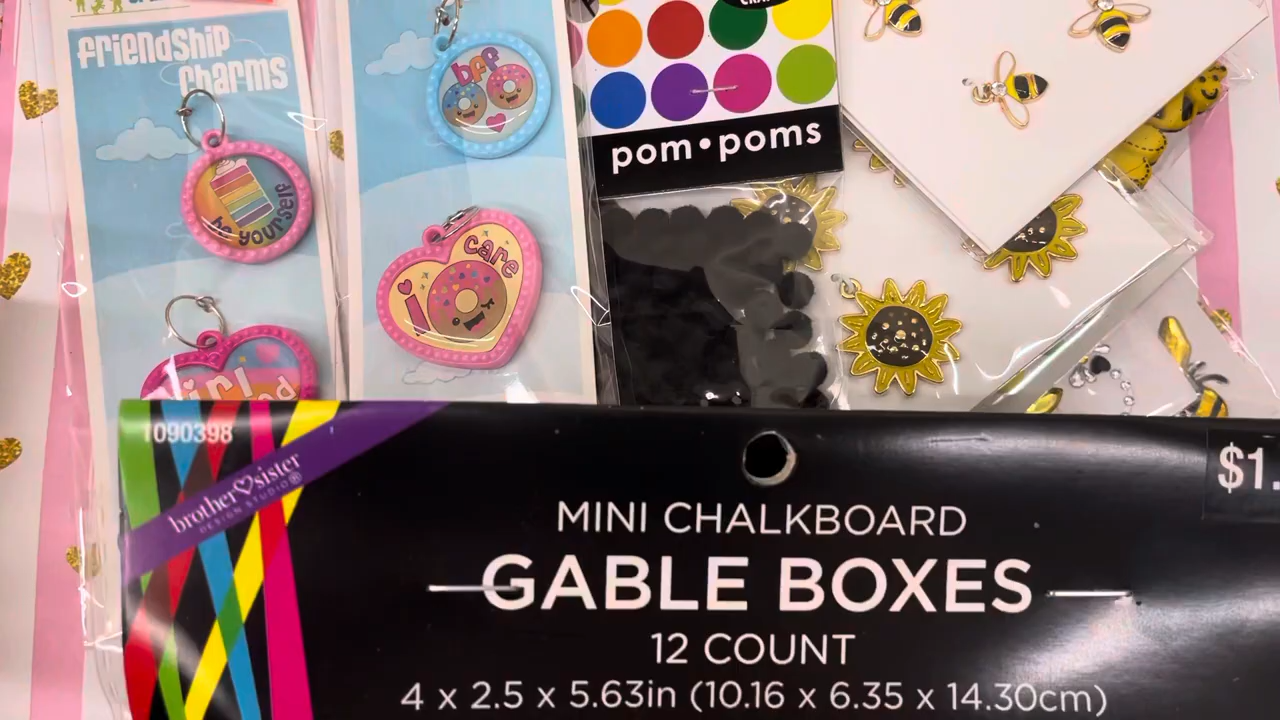 friendship
charms
be yourself
bff
I
care
pom•poms
1090398
brother sister
DESIGN STUDIO®
$1.
MINI CHALKBOARD
GABLE BOXES
12 COUNT
4 x 2.5 x 5.63in (10.16 x 6.35 x 14.30cm)